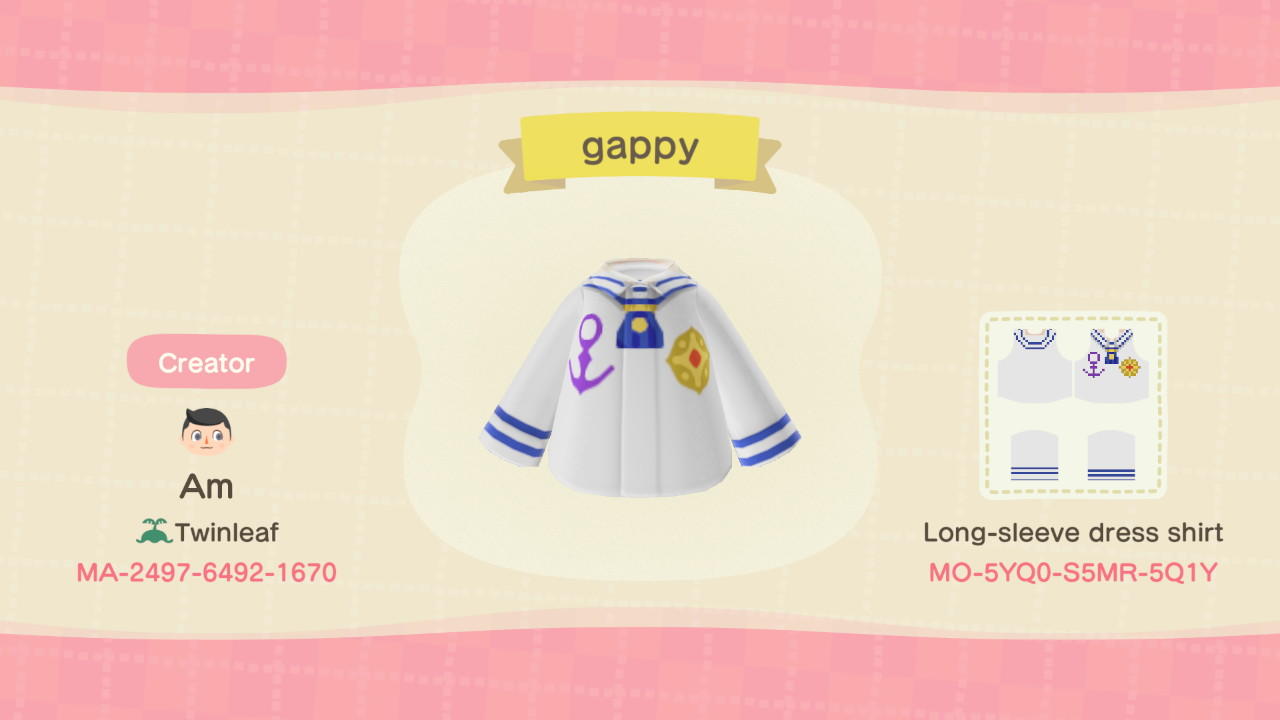 gappy
Creator
Am
Twinleaf
MA-2497-6492-1670
Long-sleeve dress shirt
MO-5YQ0-S5MR-5Q1Y